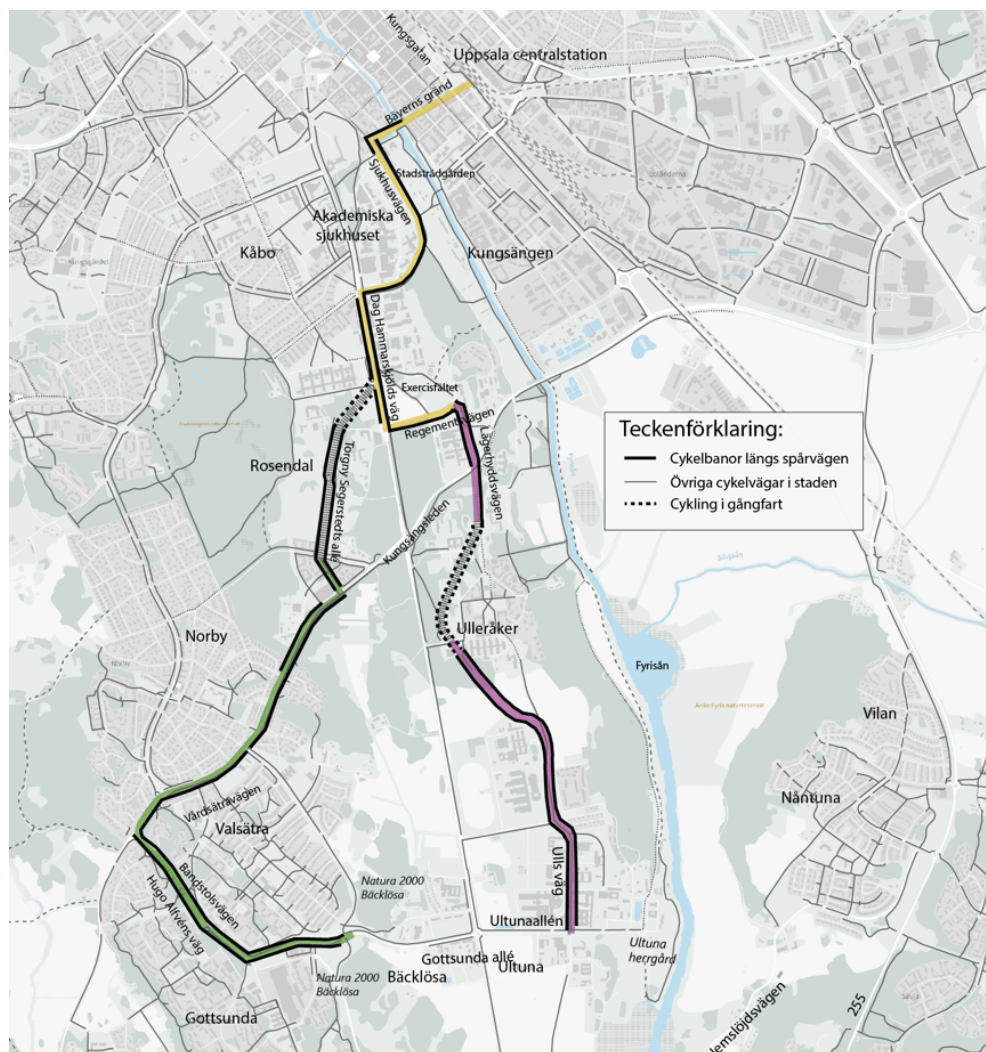 Kungsgatan
Uppsala centralstation
Bäverns gränd
Stadsträdgården
Sjukhusvägen
Akademiska
sjukhuset
Kåbo
Kungsängen
Dag Hammarskjölds väg
Exercisfältet
Regementsvägen
Lägerhyddsvägen
Teckenförklaring:
Cykelbanor längs spårvägen
Övriga cykelvägar i staden
Cykling i gångfart
Rosendal
Torgny Segerstedts allé
Kungsängsleden
Norby
Norby
Ulleråker
Fyrisån
Vilan
Nåntuna
Vårdsätravägen
Valsätra
Bandstolsvägen
Hugo Alfvéns väg
Ulls väg
Natura 2000
Bäcklösa
Ultunaallén
Gottsunda allé
Ultuna
Ultuna
herrgård
Natura 2000
Bäcklösa
Bäcklösa
Gottsunda
emslöjdsvägen
255